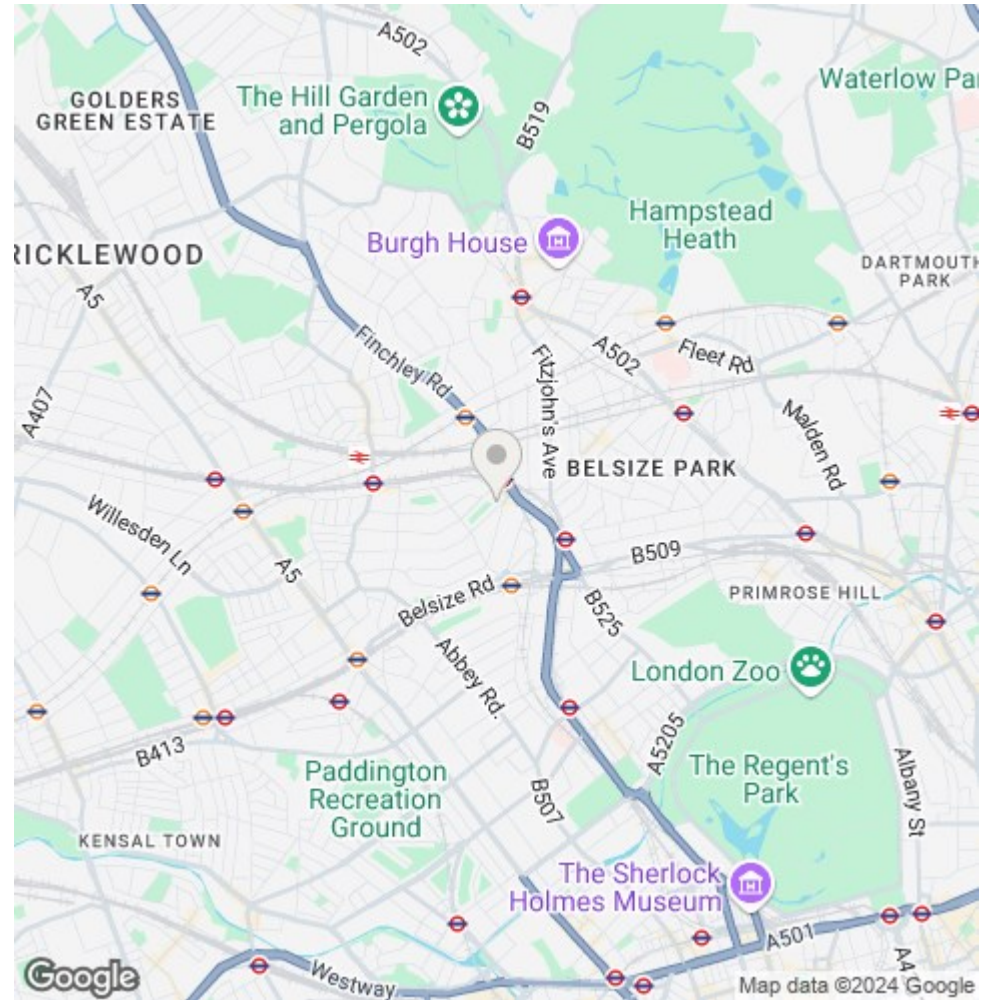 A502
Waterlow Pa
GOLDERS
GREEN ESTATE
The Hill Garden
and Pergola
B519
Hampstead
Heath
Burgh House
RICKLEWOOD
DARTMOUTH
PARK
A5
Finchley Rd
Fitzjohn's Ave
A502
Fleet Rd
A407
Malden Rd
BELSIZE PARK
Willesden Ln
A5
B509
Belsize Rd
B525
PRIMROSE HILL
Abbey Rd.
London Zoo
A5205
B413
The Regent's
Park
Albany St
Paddington
Recreation
Ground
B507
KENSAL TOWN
The Sherlock
Holmes Museum
A501
Westway
A4
Google
Map data ©2024 Google